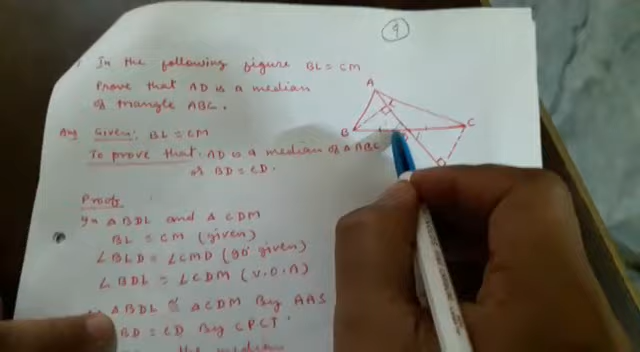 9
In the following figure BL = CM
Prove that AD is a median
of triangle ABC.
A
L
B
C
Ans Given: BL = CM
To prove that: AD is a median of Δ ABC
or BD = CD.
Proof:
In Δ BDL and Δ CDM
BL = CM (given)
∠BLD = ∠CMD (90° given)
∠BDL = ∠CDM (V.O.A)
Δ BDL ≅ Δ CDM By AAS
BD = CD By CPCT
the median